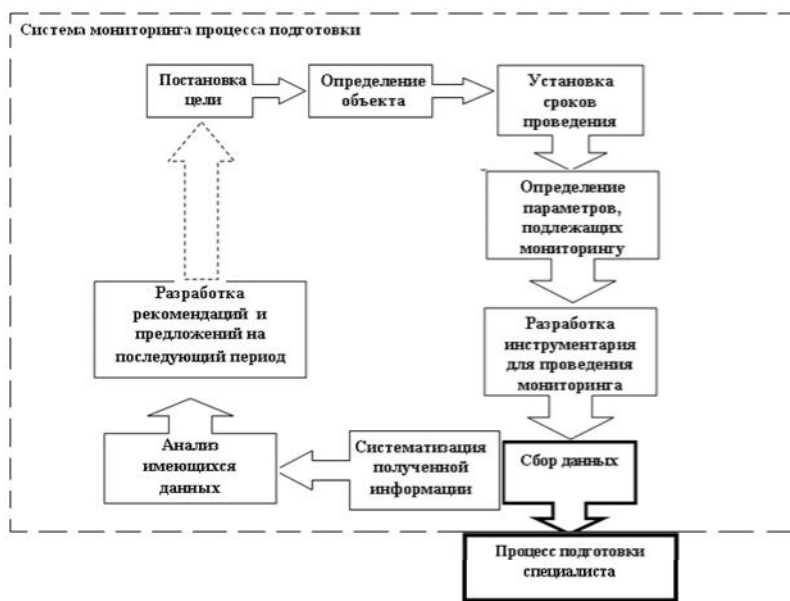 Система мониторинга процесса подготовки
Постановка
цели
Определение
объекта
Установка
сроков
проведения
Определение
параметров,
подлежащих
мониторингу
Разработка
инструментария
для проведения
мониторинга
Сбор данных
Процесс подготовки
специалиста
Систематизация
полученной
информации
Анализ
имеющихся
данных
Разработка
рекомендаций и
предложений на
последующий период